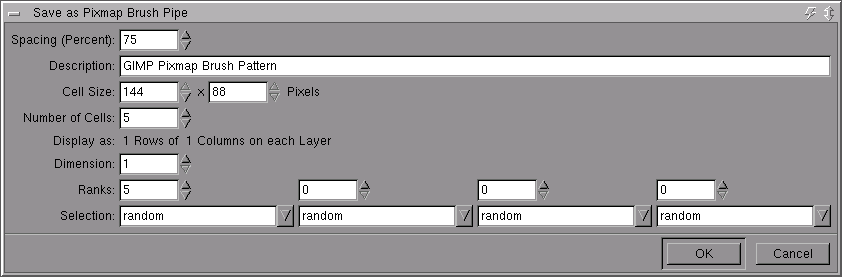 Save as Pixmap Brush Pipe
Spacing (Percent): 75
Description: GIMP Pixmap Brush Pattern
Cell Size: 144 x 88 Pixels
Number of Cells: 5
Display as: 1 Rows of 1 Columns on each Layer
Dimension: 1
Ranks: 5 0 0 0
Selection: random random random random
OK Cancel